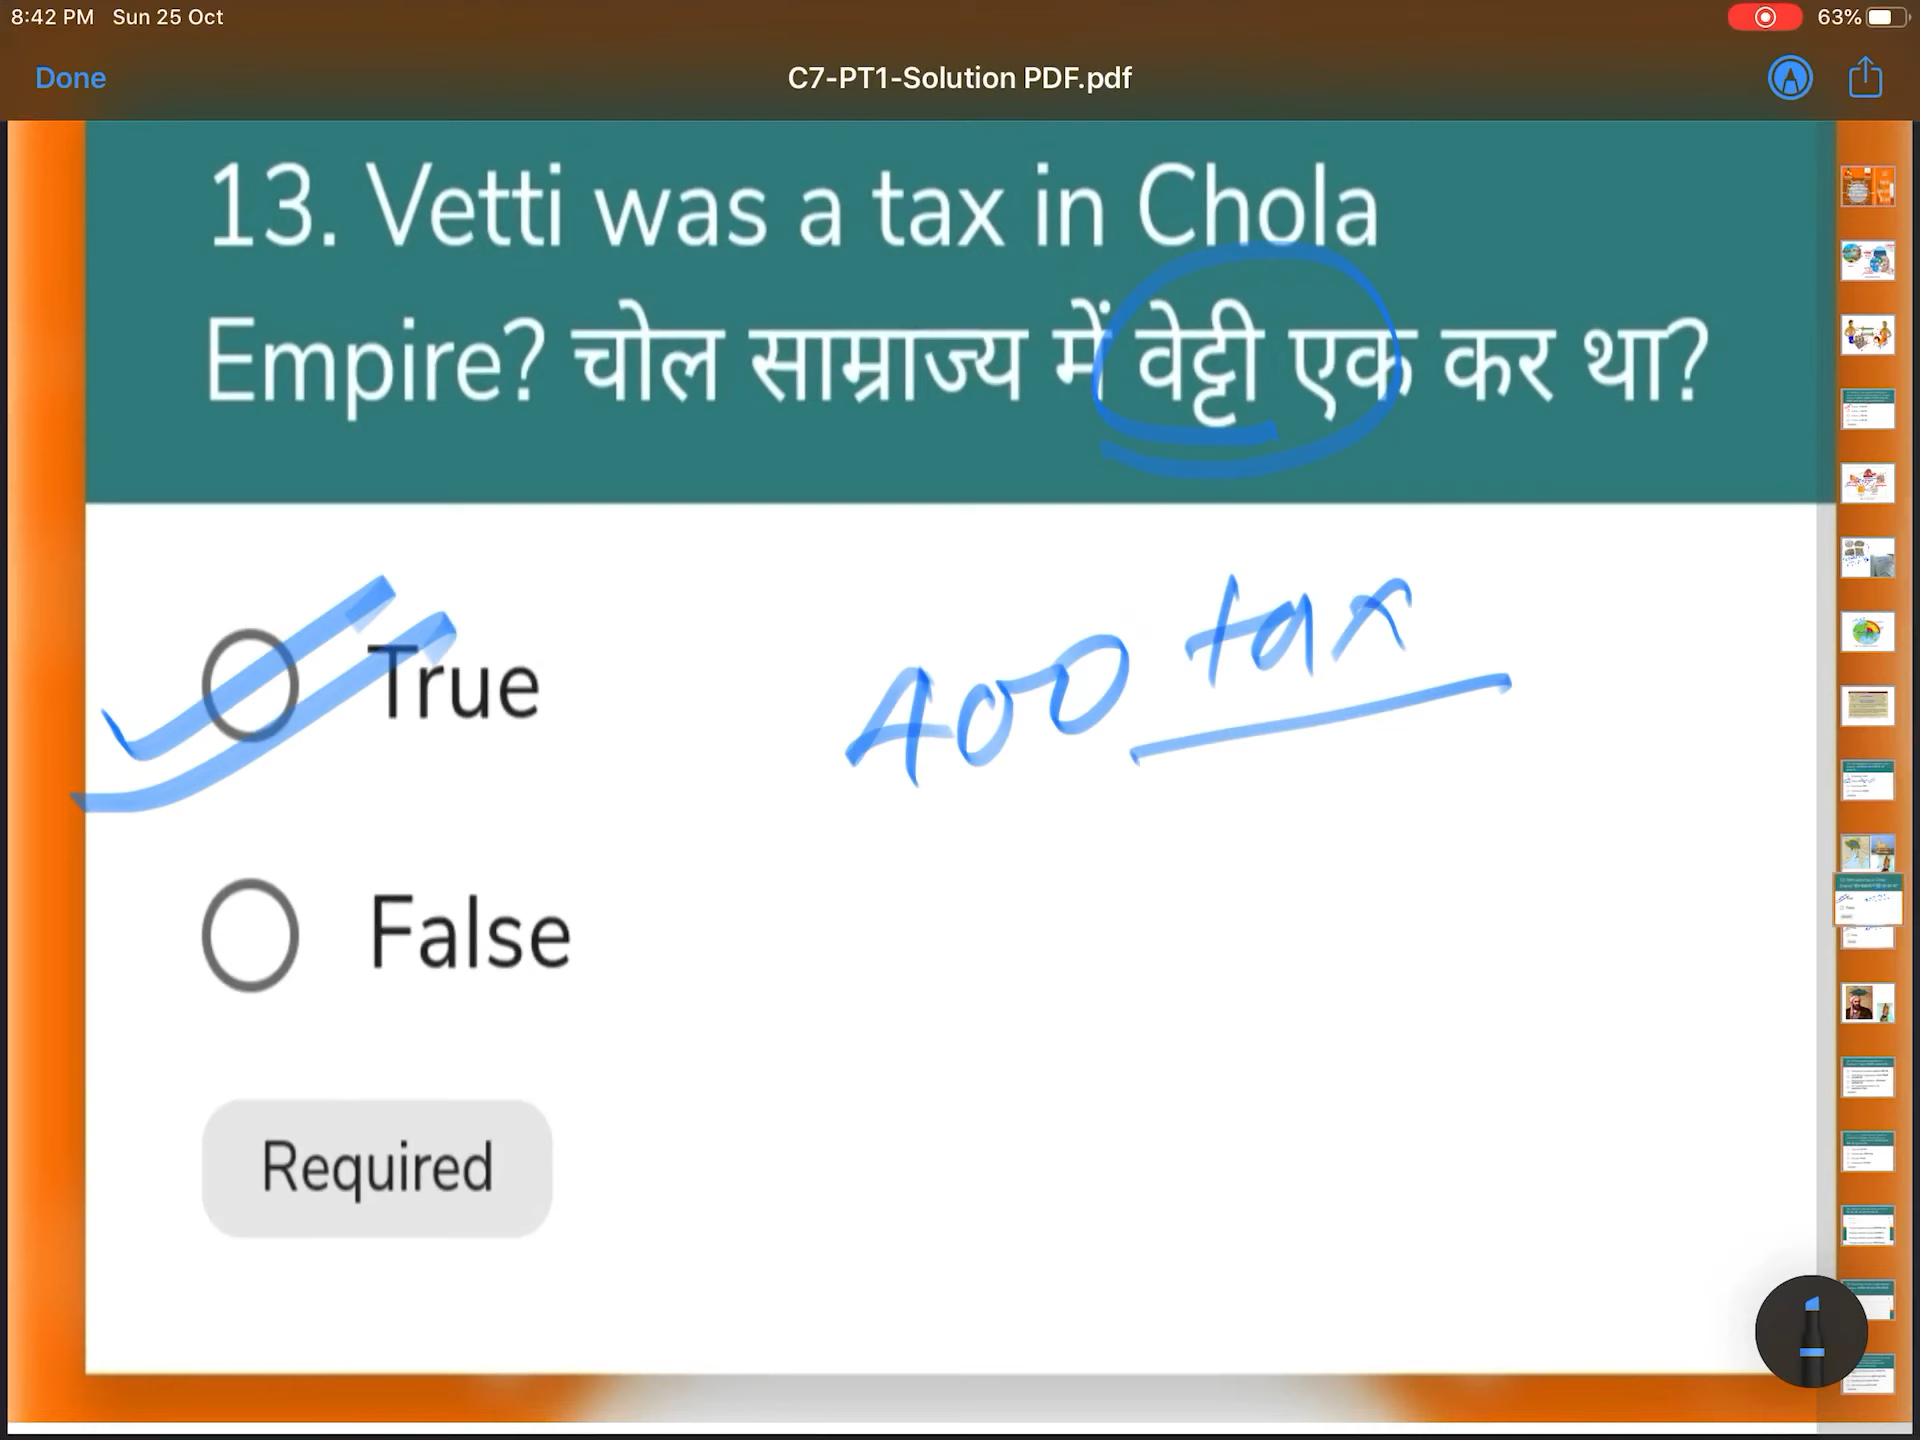 8:42 PM Sun 25 Oct
63%
Done
C7-PT1-Solution PDF.pdf
13. Vetti was a tax in Chola
Empire? चोल साम्राज्य में वेट्टी एक कर था?
True
400 tax
False
Required